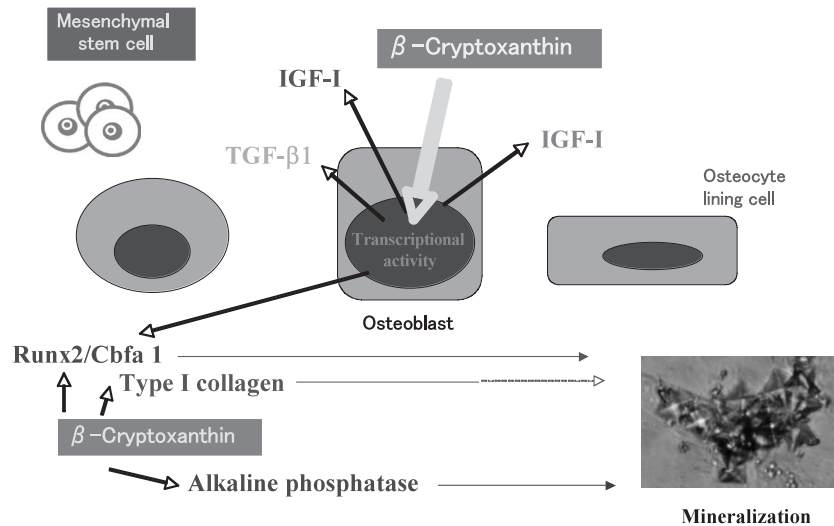 Mesenchymal
stem cell
β-Cryptoxanthin
IGF-I
IGF-I
TGF-β1
Osteocyte
lining cell
Transcriptional
activity
Osteoblast
Runx2/Cbfa 1
Type I collagen
β-Cryptoxanthin
Alkaline phosphatase
Mineralization